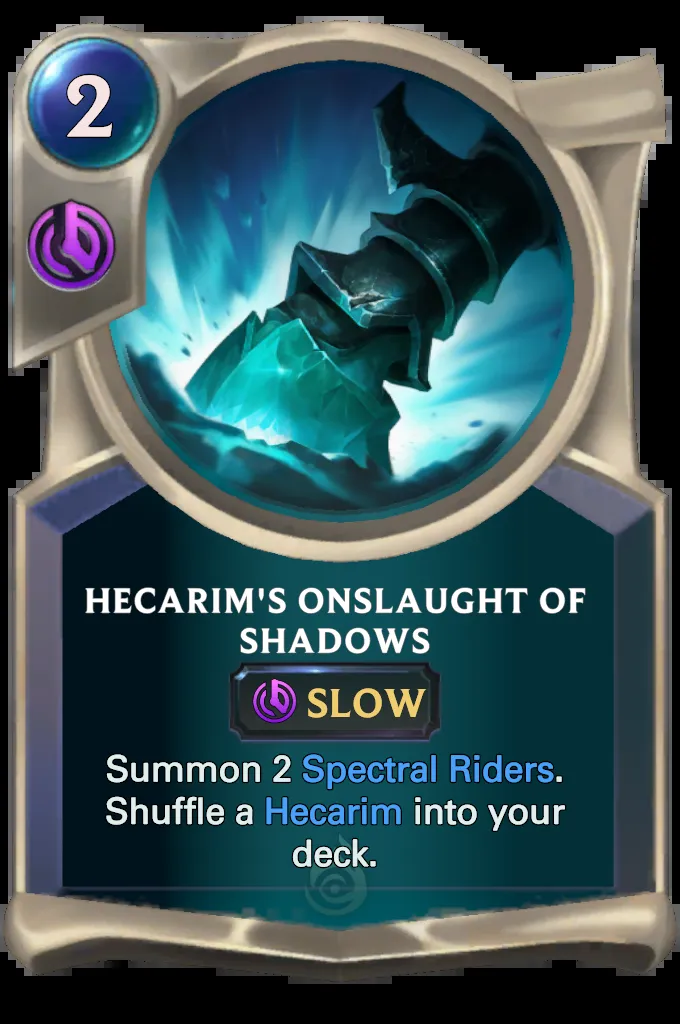 2
HECARIM'S ONSLAUGHT OF
SHADOWS
SLOW
Summon 2 Spectral Riders.
Shuffle a Hecarim into your
deck.